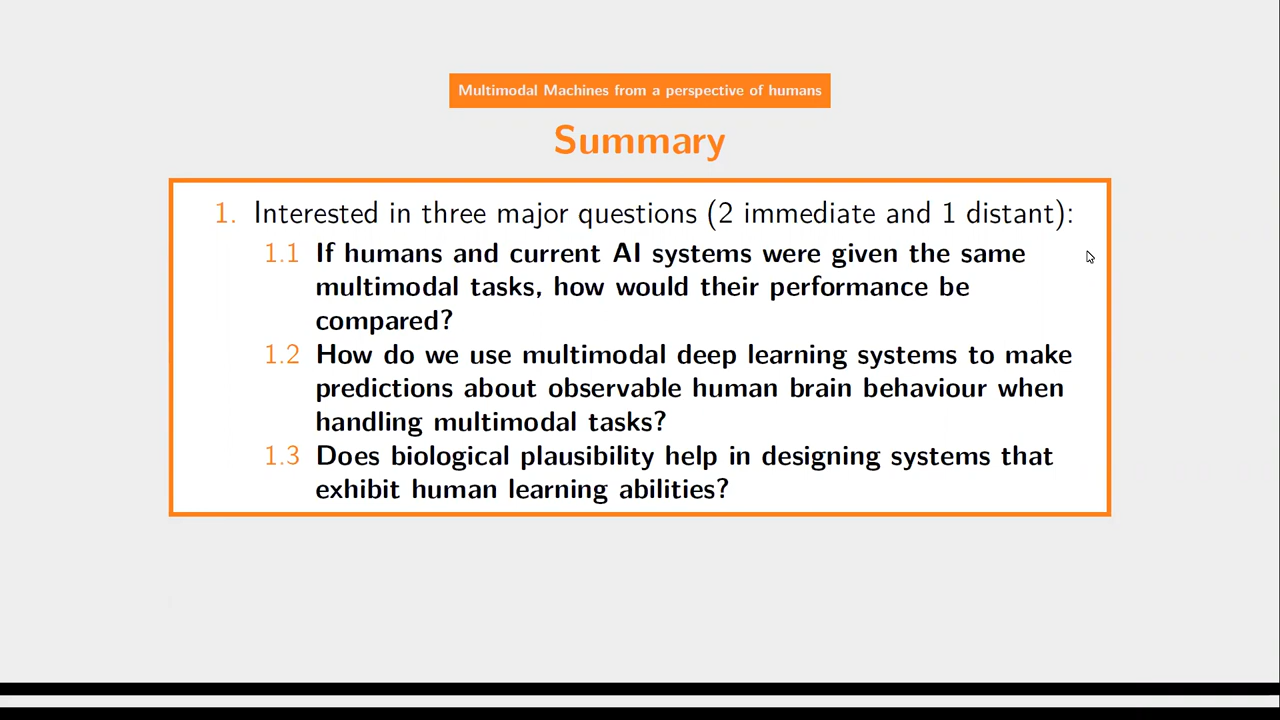 Multimodal Machines from a perspective of humans
Summary
1. Interested in three major questions (2 immediate and 1 distant):
1.1 If humans and current AI systems were given the same
multimodal tasks, how would their performance be
compared?
1.2 How do we use multimodal deep learning systems to make
predictions about observable human brain behaviour when
handling multimodal tasks?
1.3 Does biological plausibility help in designing systems that
exhibit human learning abilities?